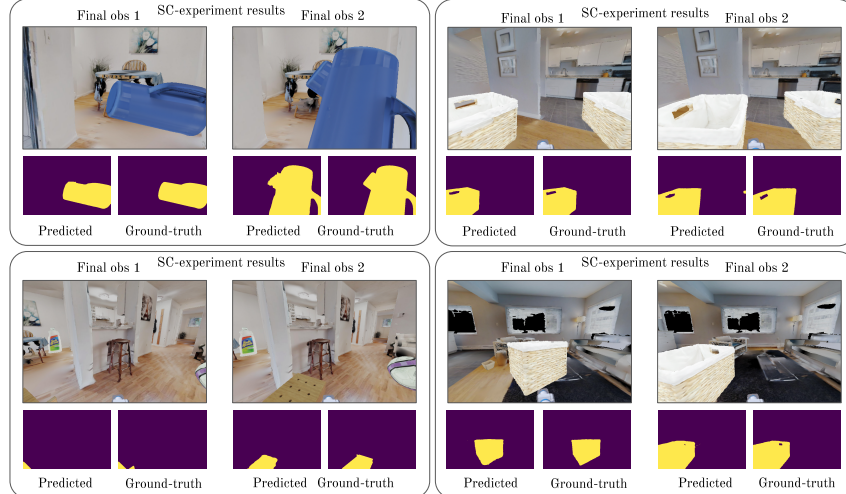 SC-experiment results
Final obs 1
Final obs 2
Predicted
Ground-truth
Predicted
Ground-truth
SC-experiment results
Final obs 1
Final obs 2
Predicted
Ground-truth
Predicted
Ground-truth
SC-experiment results
Final obs 1
Final obs 2
Predicted
Ground-truth
Predicted
Ground-truth
SC-experiment results
Final obs 1
Final obs 2
Predicted
Ground-truth
Predicted
Ground-truth